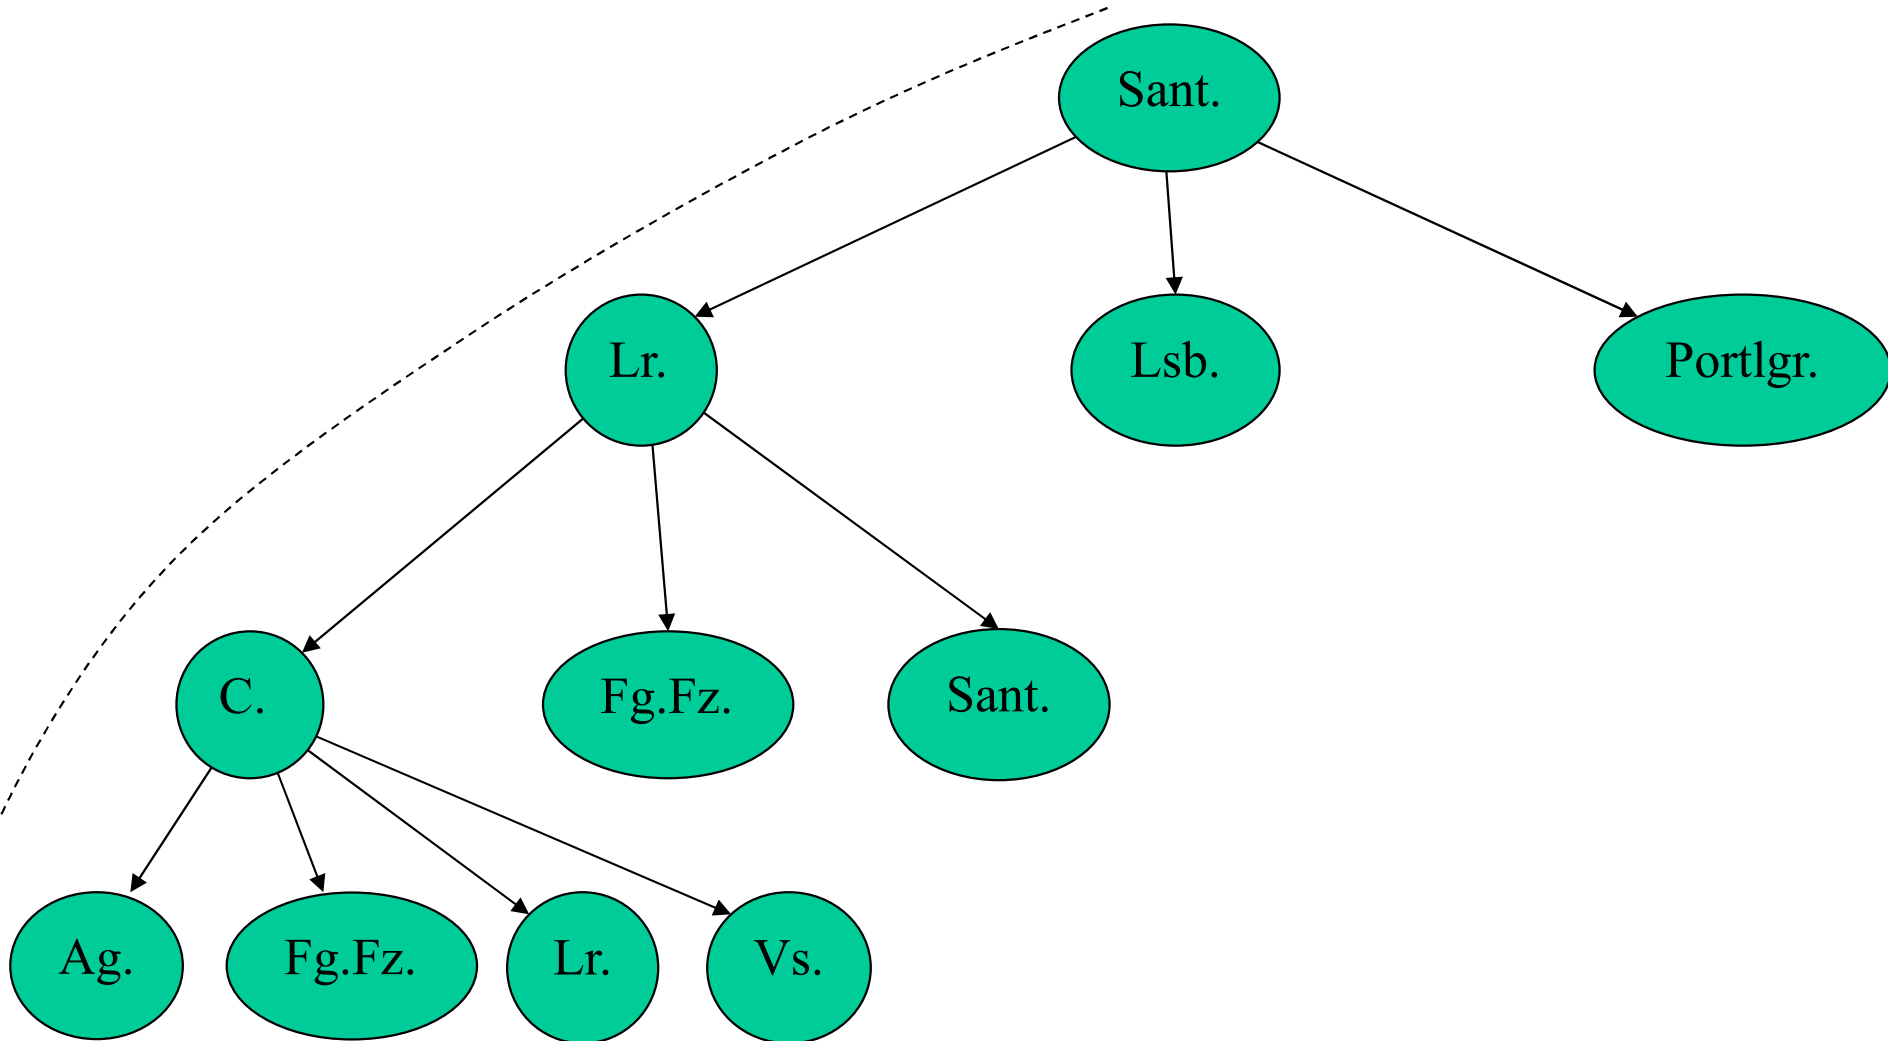 Sant.
Lr.
Lsb.
Portlgr.
C.
Fg.Fz.
Sant.
Ag.
Fg.Fz.
Lr.
Vs.